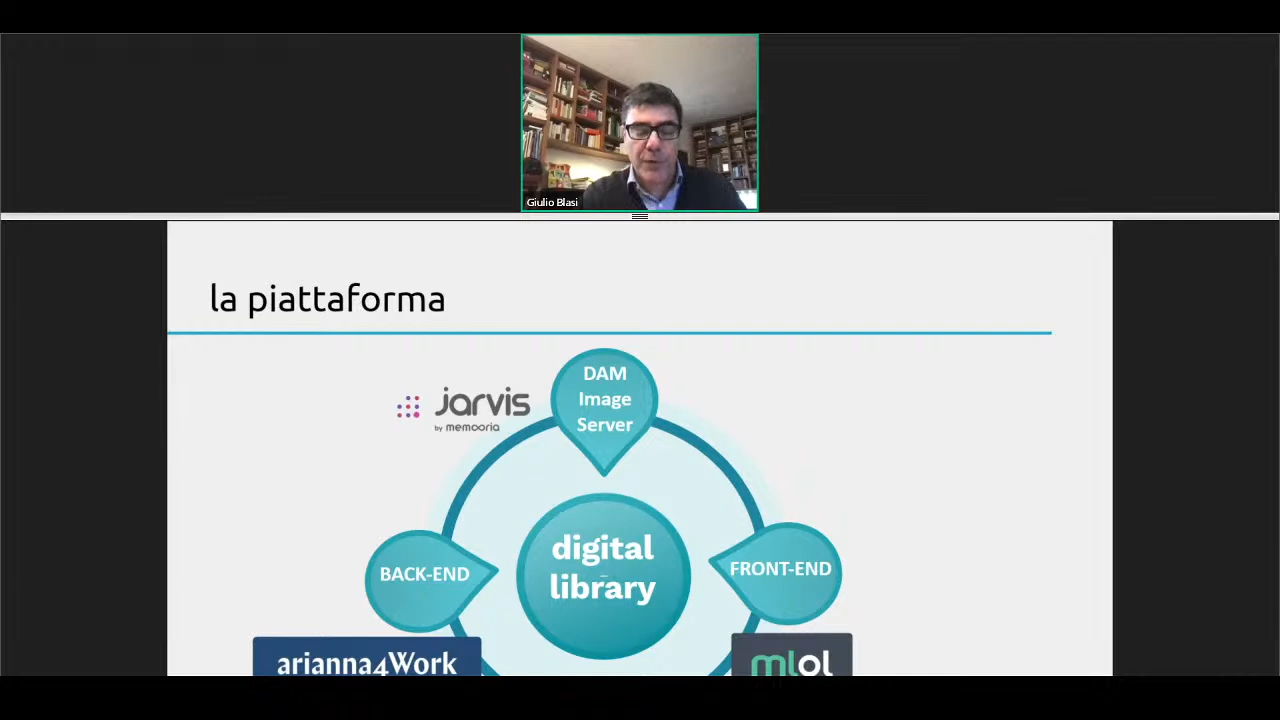 Giulio Blasi
la piattaforma
jarvis
by memooria
DAM
Image
Server
BACK-END
digital
library
FRONT-END
arianna4Work
mlol